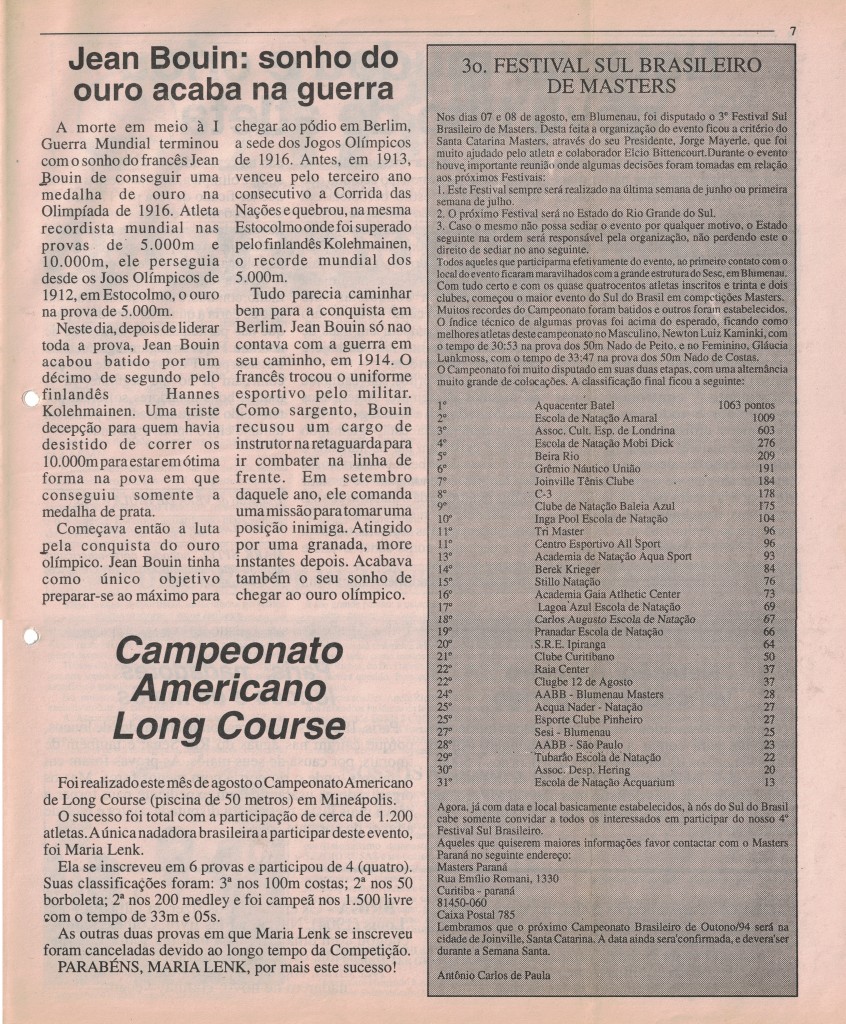 7
Jean Bouin: sonho do
ouro acaba na guerra
A morte em meio à I
Guerra Mundial terminou
com o sonho do francês Jean
Bouin de conseguir uma
medalha de ouro na
Olimpíada de 1916. Atleta
recordista mundial nas
provas de 5.000m e
10.000m, ele perseguia
desde os Joos Olímpicos de
1912, em Estocolmo, o ouro
na prova de 5.000m.
Neste dia, depois de liderar
toda a prova, Jean Bouin
acabou batido por um
décimo de segundo pelo
finlandês Hannes
Kolehmainen. Uma triste
decepção para quem havia
desistido de correr os
10.000m para estar em ótima
forma na pova em que
conseguiu somente a
medalha de prata.
Começava então a luta
pela conquista do ouro
olímpico. Jean Bouin tinha
como único objetivo
preparar-se ao máximo para
chegar ao pódio em Berlim,
a sede dos Jogos Olímpicos
de 1916. Antes, em 1913,
venceu pelo terceiro ano
consecutivo a Corrida das
Nações e quebrou, na mesma
Estocolmo onde foi superado
pelo finlandês Kolehmainen,
o recorde mundial dos
5.000m.
Tudo parecia caminhar
bem para a conquista em
Berlim. Jean Bouin só nao
contava com a guerra em
seu caminho, em 1914. O
francês trocou o uniforme
esportivo pelo militar.
Como sargento, Bouin
recusou um cargo de
instrutor na retaguarda para
ir combater na linha de
frente. Em setembro
daquele ano, ele comanda
uma missão para tomar uma
posição inimiga. Atingido
por uma granada, more
instantes depois. Acabava
também o seu sonho de
chegar ao ouro olímpico.
Campeonato
Americano
Long Course
Foi realizado este mês de agosto o Campeonato Americano
de Long Course (piscina de 50 metros) em Mineápolis.
O sucesso foi total com a participação de cerca de 1.200
atletas. A única nadadora brasileira a participar deste evento,
foi Maria Lenk.
Ela se inscreveu em 6 provas e participou de 4 (quatro).
Suas classificações foram: 3ª nos 100m costas; 2ª nos 50
borboleta; 2ª nos 200 medley e foi campeã nos 1.500 livre
com o tempo de 33m e 05s.
As outras duas provas em que Maria Lenk se inscreveu
foram canceladas devido ao longo tempo da Competição.
PARABÉNS, MARIA LENK, por mais este sucesso!
3o. FESTIVAL SUL BRASILEIRO
DE MASTERS
Nos dias 07 e 08 de agosto, em Blumenau, foi disputado o 3º Festival Sul
Brasileiro de Masters. Desta feita a organização do evento ficou a critério do
Santa Catarina Masters, através do seu Presidente, Jorge Mayerle, que foi
muito ajudado pelo atleta e colaborador Elcio Bittencourt. Durante o evento
houve importante reunião onde algumas decisões foram tomadas em relação
aos próximos Festivais:
1. Este Festival sempre será realizado na última semana de junho ou primeira
semana de julho.
2. O próximo Festival será no Estado do Rio Grande do Sul.
3. Caso o mesmo não possa sediar o evento por qualquer motivo, o Estado
seguinte na ordem será responsável pela organização, não perdendo este o
direito de sediar no ano seguinte.
Todos aqueles que participarma efetivamente do evento, ao primeiro contato com o
local do evento ficaram maravilhados com a grande estrutura do Sesc, em Blumenau.
Com tudo certo e com os quase quatrocentos atletas inscritos e trinta e dois
clubes, começou o maior evento do Sul do Brasil em competições Masters.
Muitos recordes do Campeonato foram batidos e outros foram estabelecidos.
O índice técnico de algumas provas foi acima do esperado, ficando como
melhores atletas deste campeonato no Masculino, Newton Luiz Kaminki, com
o tempo de 30:53 na prova dos 50m Nado de Peito, e no Feminino, Gláucia
Lunkmoss, com o tempo de 33:47 na prova dos 50m Nado de Costas.
O Campeonato foi muito disputado em suas duas etapas, com uma alternância
muito grande de colocações. A classificação final ficou a seguinte:
1º Aquacenter Batel 1063 pontos
2º Escola de Natação Amaral 1009
3º Assoc. Cult. Esp. de Londrina 603
4º Escola de Natação Mobi Dick 276
5º Beira Rio 209
6º Grêmio Náutico União 191
7º Joinville Tênis Clube 184
8º C-3 178
9º Clube de Natação Baleia Azul 175
10º Inga Pool Escola de Natação 104
11º Tri Master 96
11º Centro Esportivo All Sport 96
13º Academia de Natação Aqua Sport 93
14º Berek Krieger 84
15º Stillo Natação 76
16º Academia Gaia Atlhetic Center 73
17º Lagoa Azul Escola de Natação 69
18º Carlos Augusto Escola de Natação 67
19º Pranadar Escola de Natação 66
20º S.R.E. Ipiranga 64
21º Clube Curitibano 50
22º Raia Center 37
22º Clugbe 12 de Agosto 37
24º AABB - Blumenau Masters 28
25º Acqua Nader - Natação 27
25º Esporte Clube Pinheiro 27
27º Sesi - Blumenau 25
28º AABB - São Paulo 23
29º Tubarão Escola de Natação 22
30º Assoc. Desp. Hering 20
31º Escola de Natação Acquarium 13
Agora, já com data e local basicamente estabelecidos, à nós do Sul do Brasil
cabe somente convidar a todos os interessados em participar do nosso 4º
Festival Sul Brasileiro.
Aqueles que quiserem maiores informações favor contactar com o Masters
Paraná no seguinte endereço:
Masters Paraná
Rua Emílio Romani, 1330
Curitiba - paraná
81450-060
Caixa Postal 785
Lembramos que o próximo Campeonato Brasileiro de Outono/94 será na
cidade de Joinville, Santa Catarina. A data ainda sera'confirmada, e devera'ser
durante a Semana Santa.
Antônio Carlos de Paula